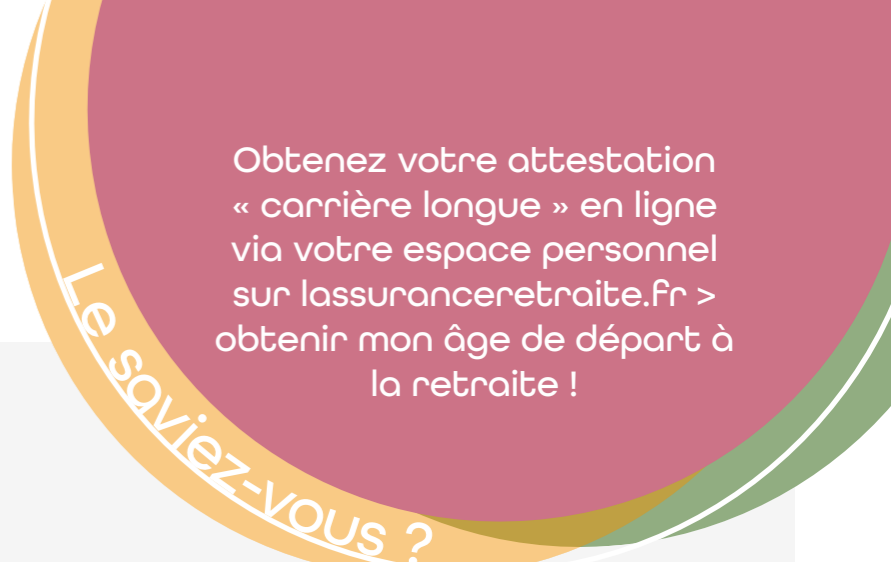 Obtenez votre attestation
« carrière longue » en ligne
via votre espace personnel
sur lassuranceretraite.fr >
obtenir mon âge de départ à
la retraite !
Le saviez-vous ?